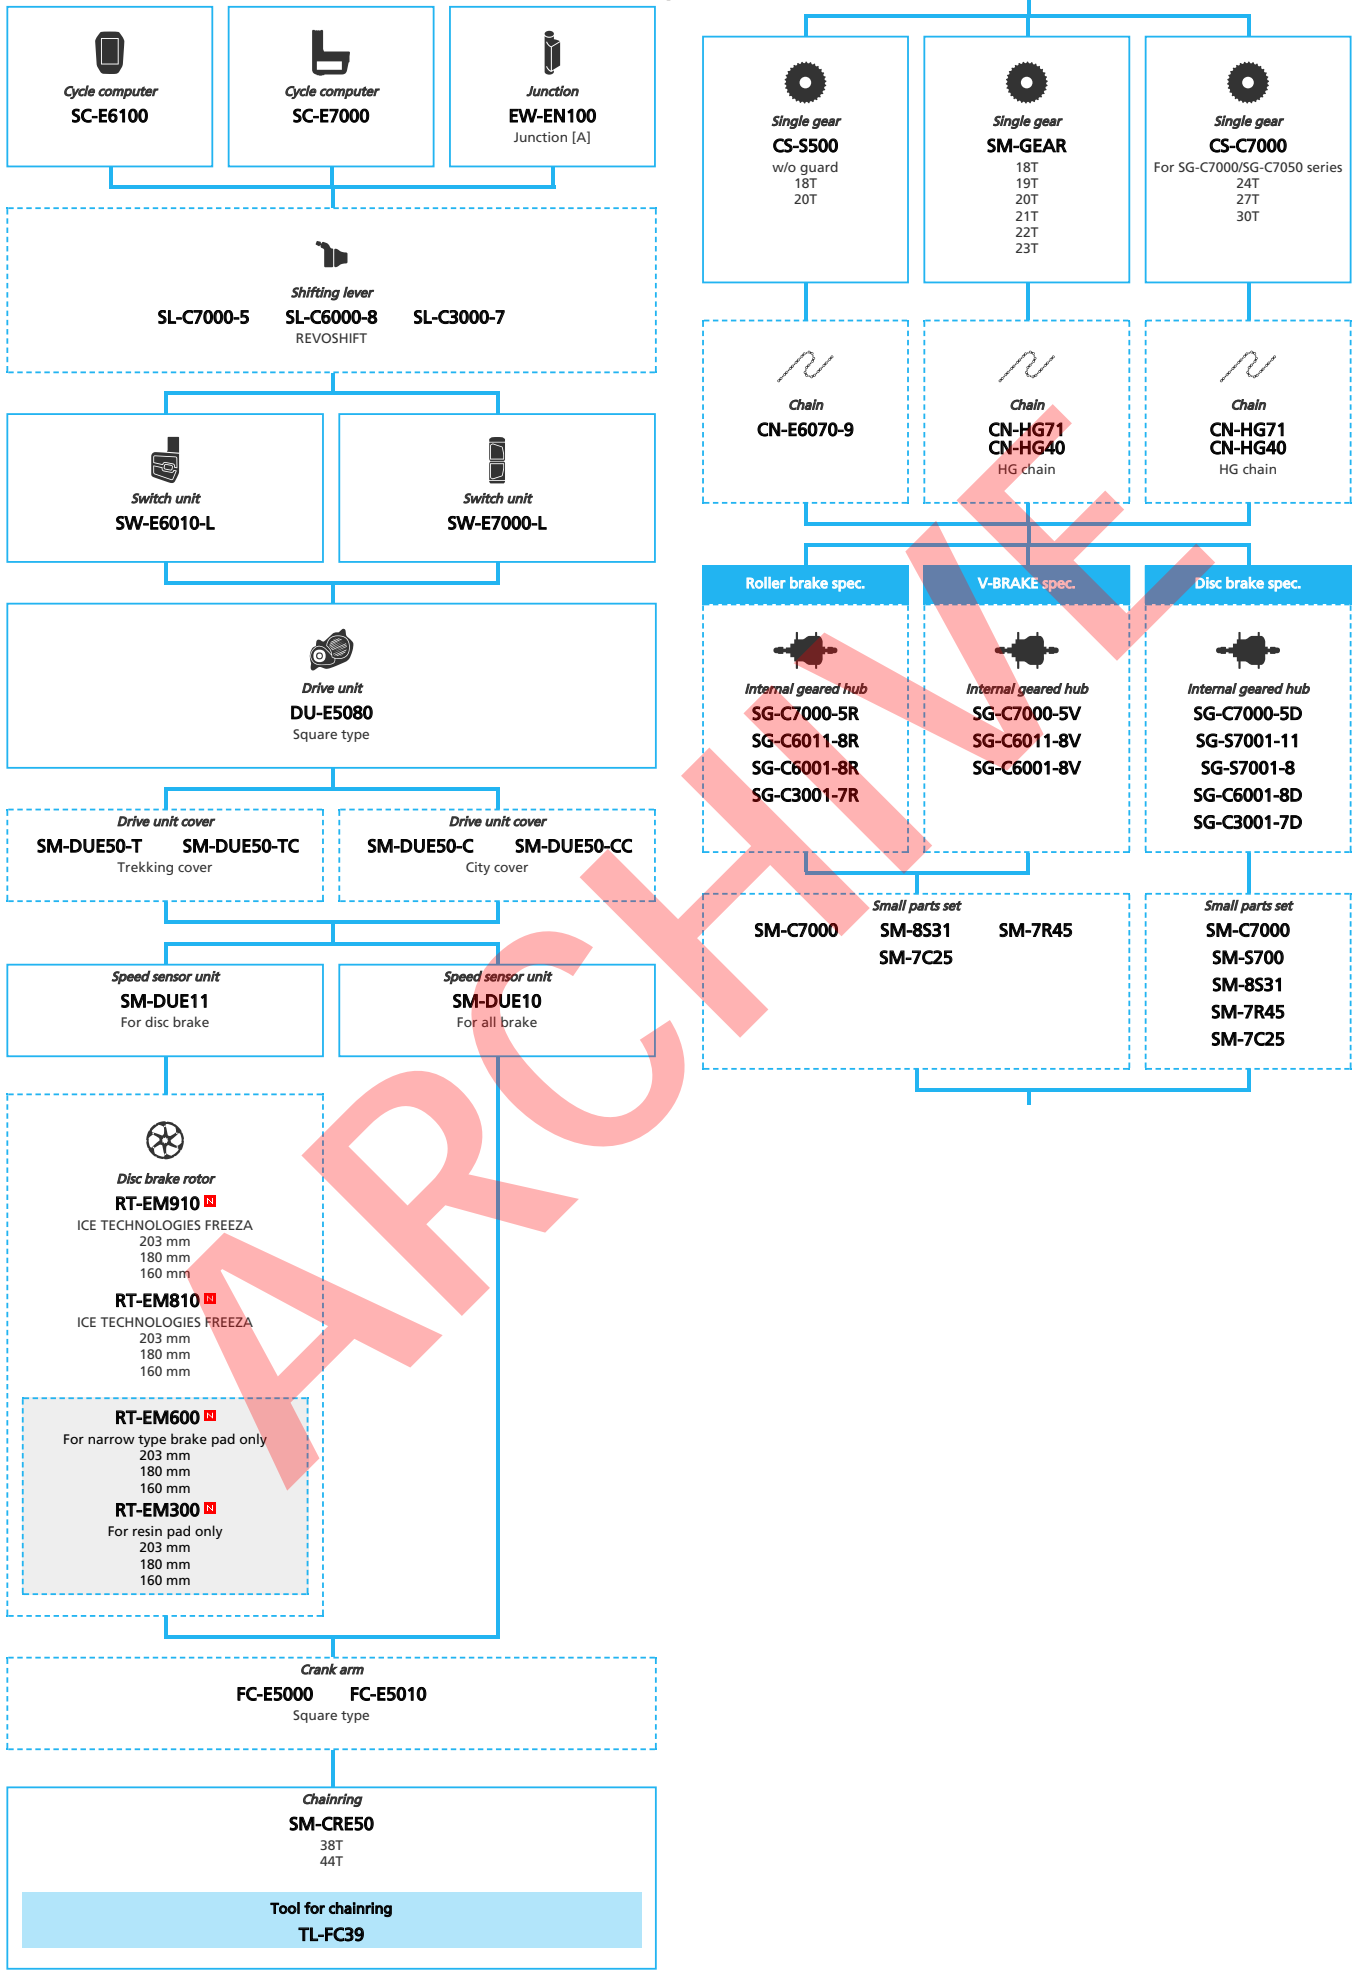 Cycle computer
SC-E6100
Cycle computer
SC-E7000
Junction
EW-EN100
Junction [A]
Shifting lever
SL-C7000-5 SL-C6000-8 SL-C3000-7
REVOSHIFT
Switch unit
SW-E6010-L
Switch unit
SW-E7000-L
Drive unit
DU-E5080
Square type
Drive unit cover
SM-DUE50-T SM-DUE50-TC
Trekking cover
Drive unit cover
SM-DUE50-C SM-DUE50-CC
City cover
Speed sensor unit
SM-DUE11
For disc brake
Speed sensor unit
SM-DUE10
For all brake
Disc brake rotor
RT-EM910 N
ICE TECHNOLOGIES FREEZA
203 mm
180 mm
160 mm
RT-EM810 N
ICE TECHNOLOGIES FREEZA
203 mm
180 mm
160 mm
RT-EM600 N
For narrow type brake pad only
203 mm
180 mm
160 mm
RT-EM300 N
For resin pad only
203 mm
180 mm
160 mm
Crank arm
FC-E5000 FC-E5010
Square type
Chainring
SM-CRE50
38T
44T
Tool for chainring
TL-FC39
Single gear
CS-S500
w/o guard
18T
20T
Single gear
SM-GEAR
18T
19T
20T
21T
22T
23T
Single gear
CS-C7000
For SG-C7000/SG-C7050 series
24T
27T
30T
Chain
CN-E6070-9
Chain
CN-HG71
CN-HG40
HG chain
Chain
CN-HG71
CN-HG40
HG chain
Roller brake spec.
Internal geared hub
SG-C7000-5R
SG-C6011-8R
SG-C6001-8R
SG-C3001-7R
V-BRAKE spec.
Internal geared hub
SG-C7000-5V
SG-C6011-8V
SG-C6001-8V
Disc brake spec.
Internal geared hub
SG-C7000-5D
SG-S7001-11
SG-S7001-8
SG-C6001-8D
SG-C3001-7D
Small parts set
SM-C7000 SM-8S31 SM-7R45
SM-7C25
Small parts set
SM-C7000
SM-S700
SM-8S31
SM-7R45
SM-7C25
ARCHIVE